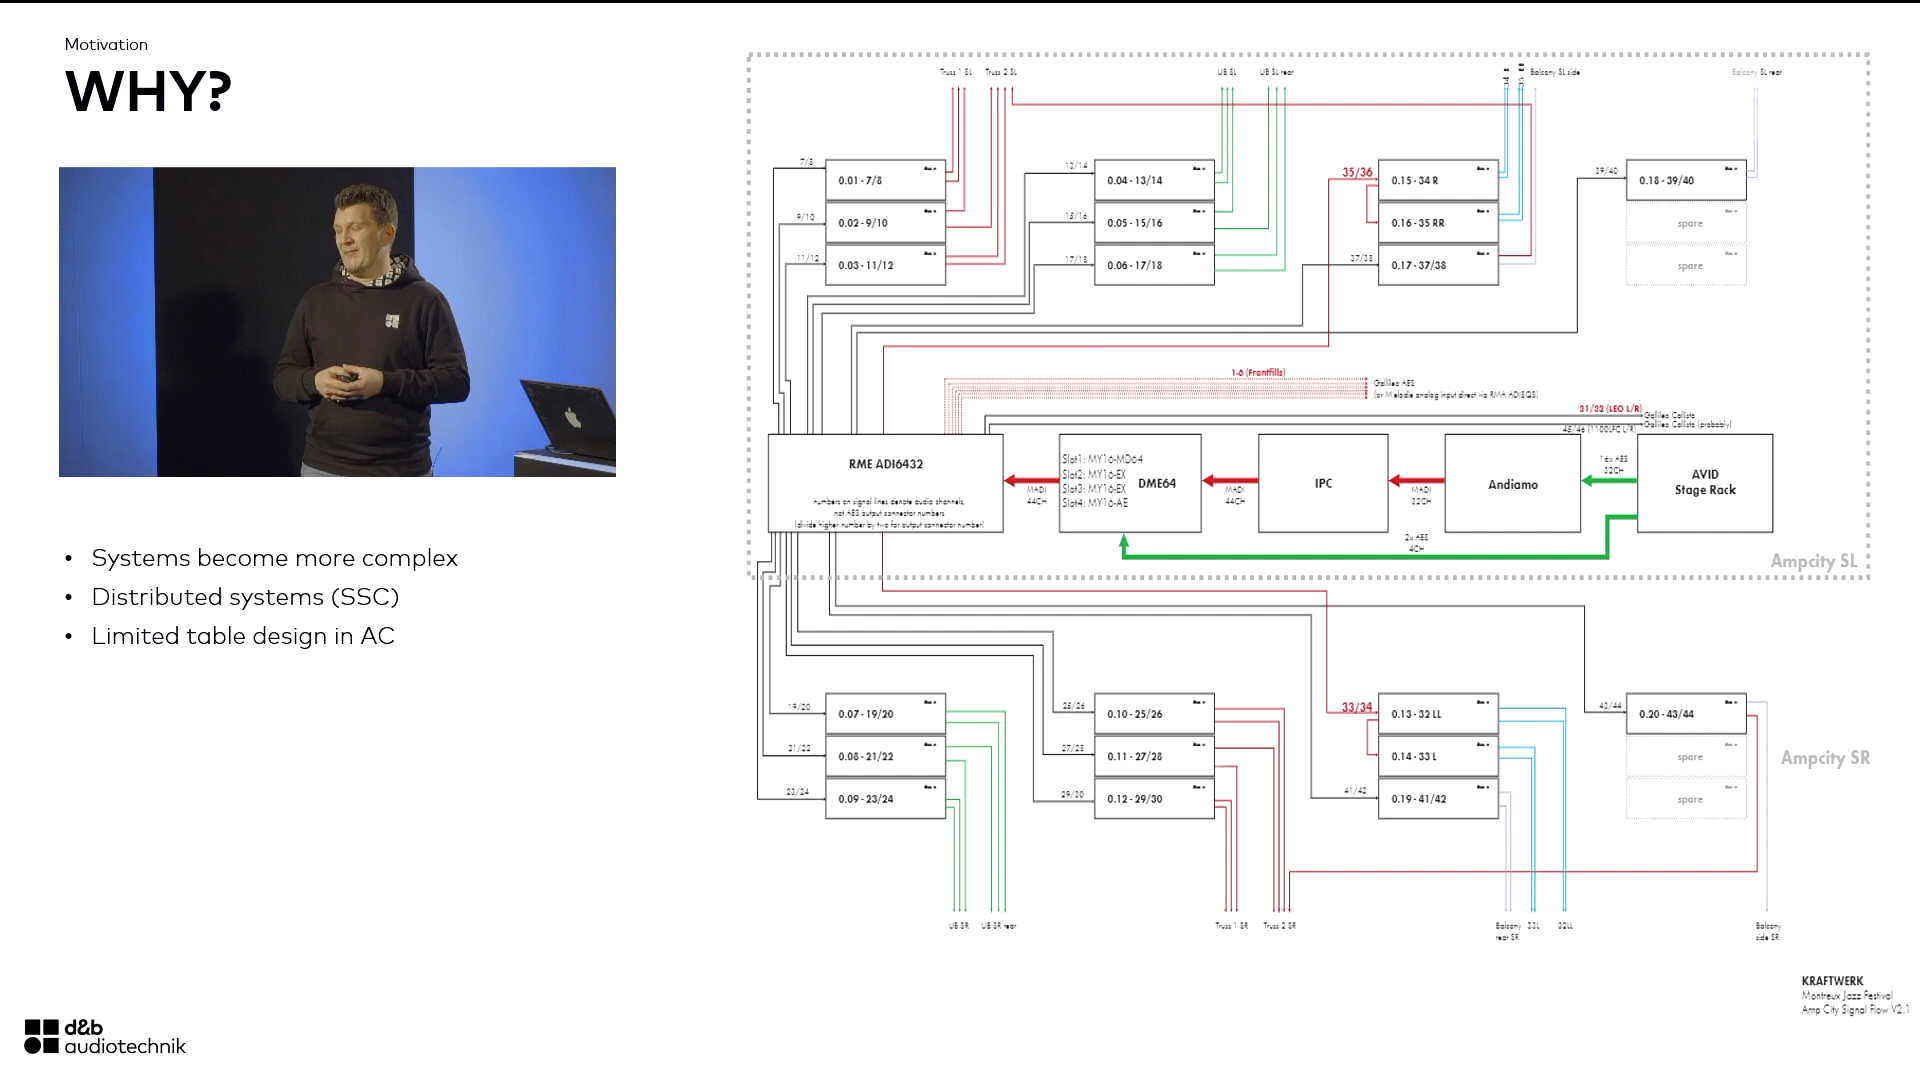 Motivation
WHY?
• Systems become more complex
• Distributed systems (SSC)
• Limited table design in AC
d&b
audiotechnik
Truss 1 SL
Truss 2 SL
UB SL
UB SL rear
Balcony SL side
Balcony SL rear
7/8
0.01 - 7/8
9/10
0.02 - 9/10
11/12
0.03 - 11/12
13/14
0.04 - 13/14
15/16
0.05 - 15/16
17/18
0.06 - 17/18
35/36
0.15 - 34 R
0.16 - 35 RR
37/38
0.17 - 37/38
39/40
0.18 - 39/40
spare
spare
1-6 (Frontfills)
Galileo AES
(or Melodie analog input direct via RMA ADI8QS)
31/32 (LEO L/R)
Galileo Callisto
45/46 (1100LFC L/R)
Galileo Callisto (probably)
RME ADI6432
numbers on signal lines denote audio channels,
not AES output connector numbers
(divide higher number by two for output connector number)
MADI
44CH
Slot1: MY16-MD64
Slot2: MY16-EX
Slot3: MY16-EX
Slot4: MY16-AE
DME64
MADI
44CH
IPC
MADI
32CH
Andiamo
16x AES
32CH
AVID
Stage Rack
2x AES
4CH
Ampcity SL
19/20
0.07 - 19/20
21/22
0.08 - 21/22
23/24
0.09 - 23/24
25/26
0.10 - 25/26
27/28
0.11 - 27/28
29/30
0.12 - 29/30
33/34
0.13 - 32 LL
0.14 - 33 L
41/42
0.19 - 41/42
43/44
0.20 - 43/44
spare
spare
Ampcity SR
UB SR
UB SR rear
Truss 1 SR
Truss 2 SR
Balcony
rear SR
33L
32LL
Balcony
side SR
KRAFTWERK
Montreux Jazz Festival
Amp City Signal Flow V2.1